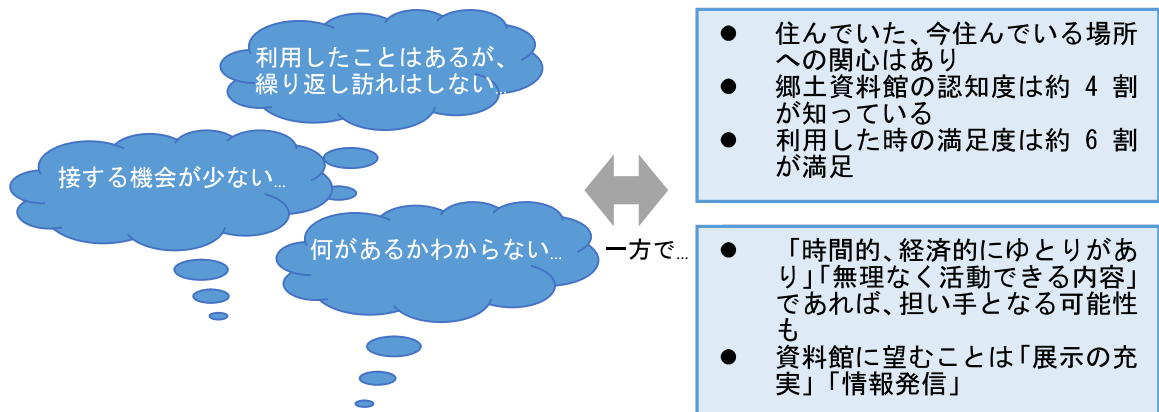 利用したことはあるが、
繰り返し訪れはしない…
接する機会が少ない…
何があるかわからない…
一方で…
● 住んでいた、今住んでいる場所
への関心はあり
● 郷土資料館の認知度は約 4 割
が知っている
● 利用した時の満足度は約 6 割
が満足
● 「時間的、経済的にゆとりがあ
り」「無理なく活動できる内容」
であれば、担い手となる可能性
も
● 資料館に望むことは「展示の充
実」「情報発信」